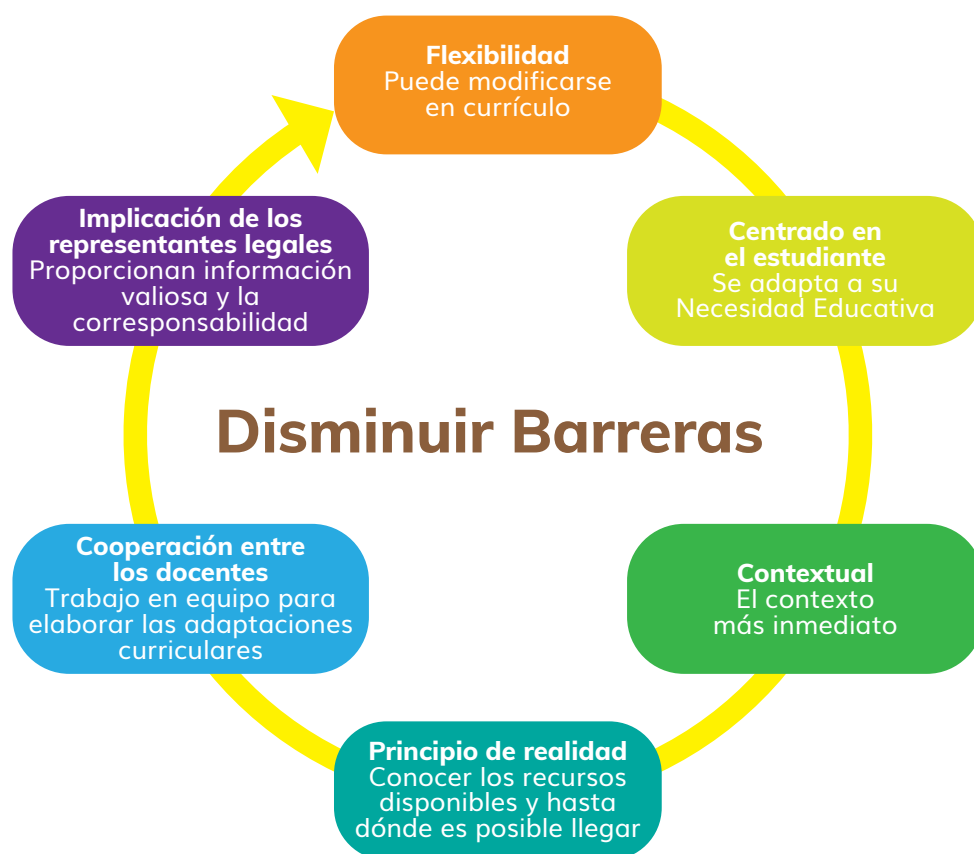 Flexibilidad
Puede modificarse
en currículo
Centrado en
el estudiante
Se adapta a su
Necesidad Educativa
Contextual
El contexto
más inmediato
Principio de realidad
Conocer los recursos
disponibles y hasta
dónde es posible llegar
Cooperación entre
los docentes
Trabajo en equipo para
elaborar las adaptaciones
curriculares
Implicación de los
representantes legales
Proporcionan información
valiosa y la
corresponsabilidad
Disminuir Barreras